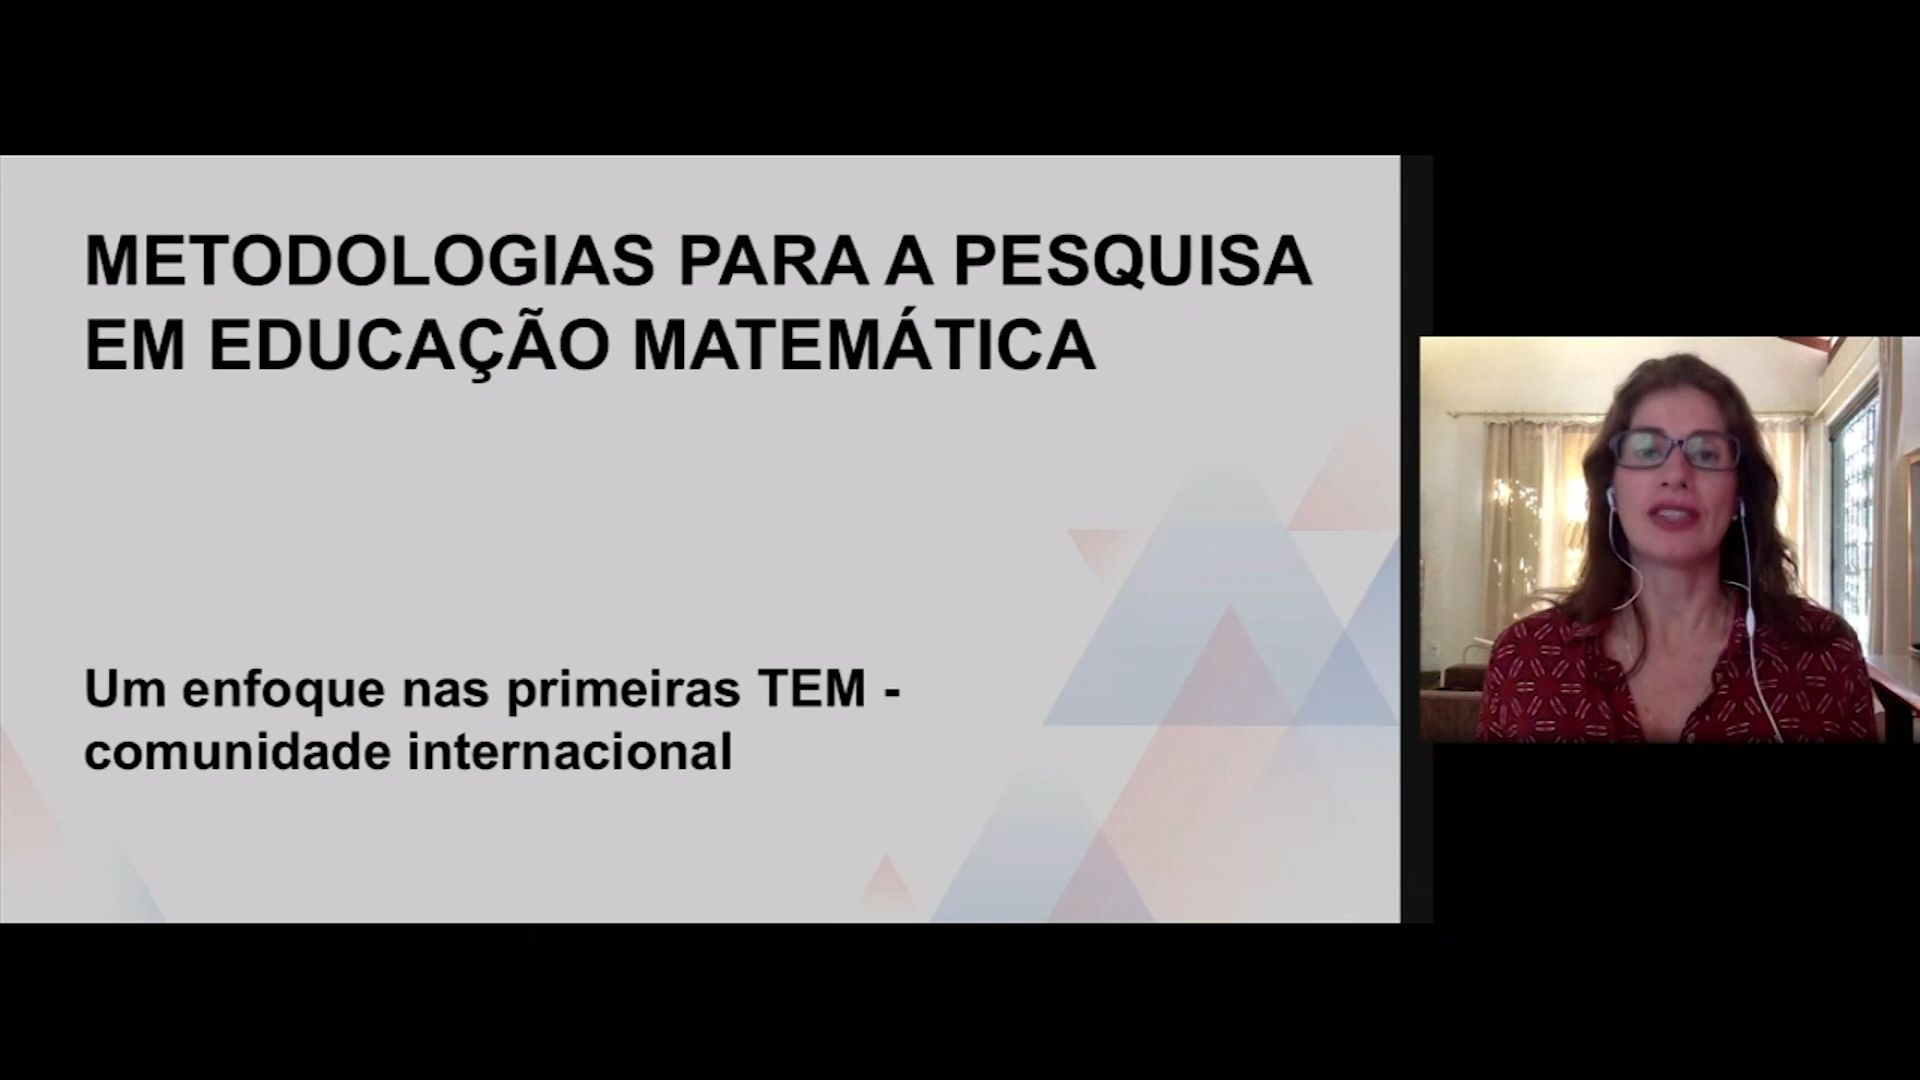 METODOLOGIAS PARA A PESQUISA
EM EDUCAÇÃO MATEMÁTICA
Um enfoque nas primeiras TEM -
comunidade internacional